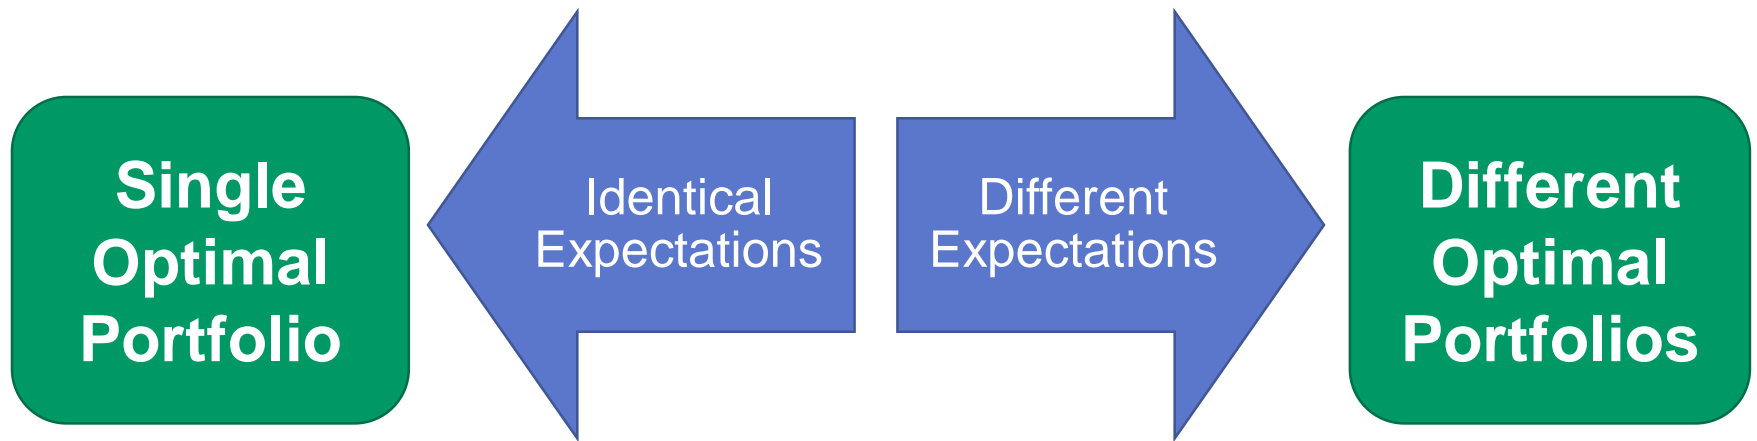 Single
Optimal
Portfolio
Identical
Expectations
Different
Expectations
Different
Optimal
Portfolios